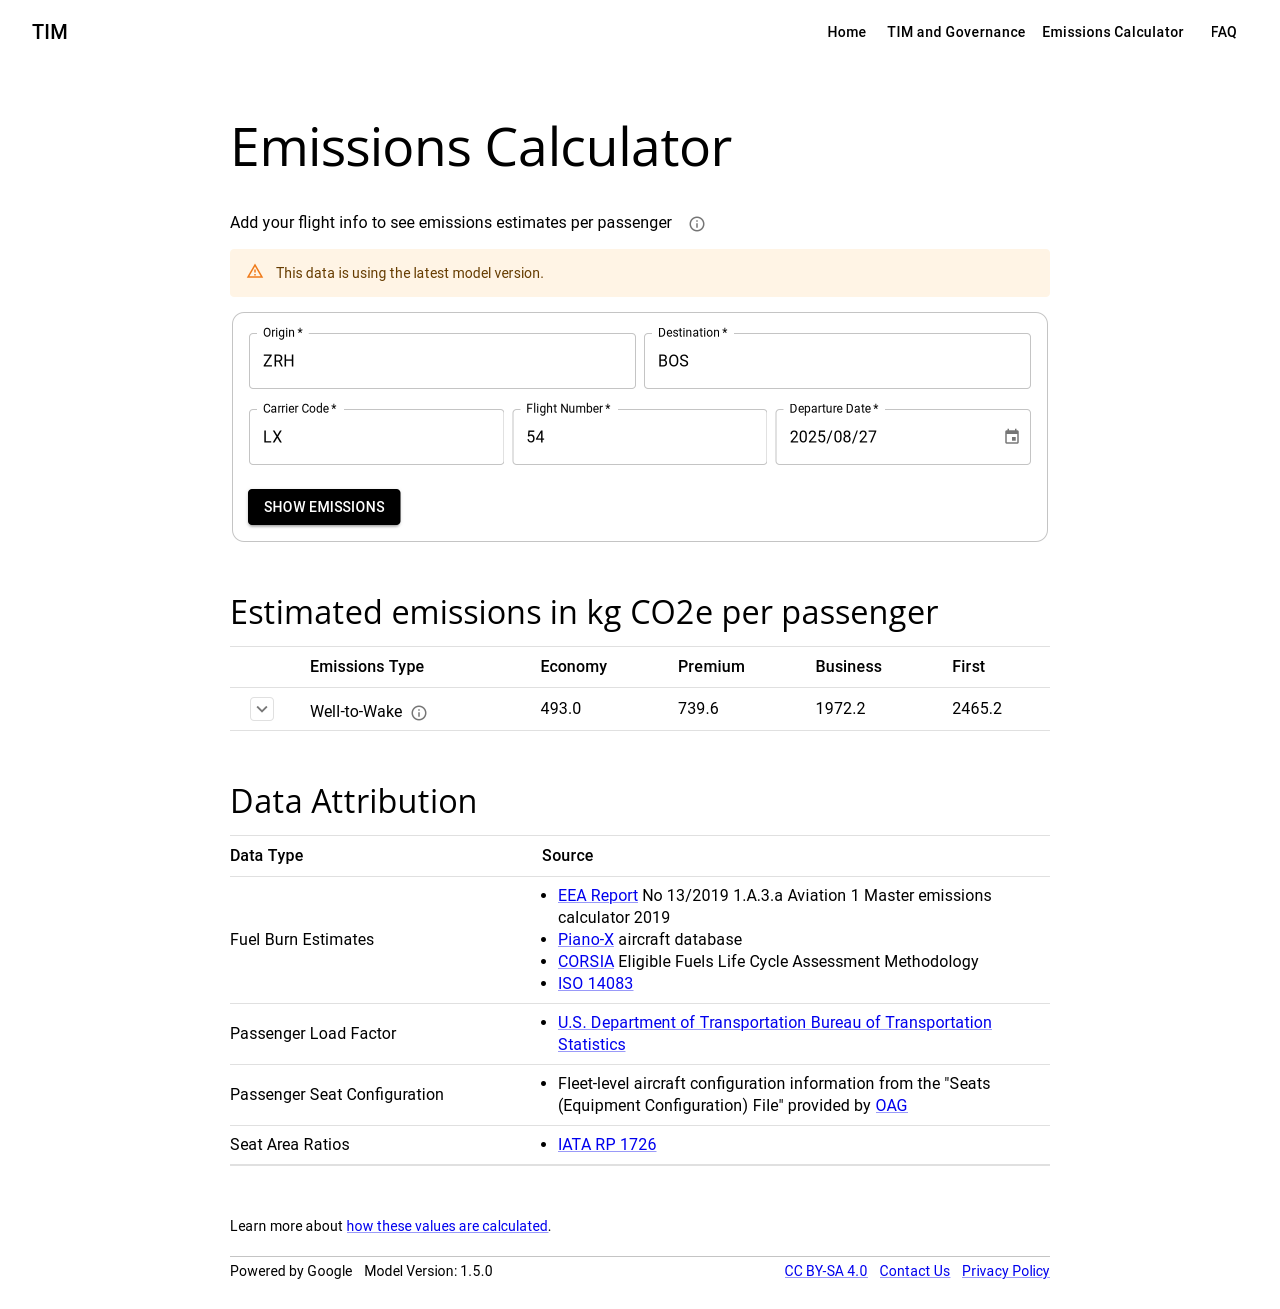 TIM
Home TIM and Governance Emissions Calculator FAQ
Emissions Calculator
Add your flight info to see emissions estimates per passenger
This data is using the latest model version.
Origin *
ZRH
Destination *
BOS
Carrier Code *
LX
Flight Number *
54
Departure Date *
2025/08/27
SHOW EMISSIONS
Estimated emissions in kg CO2e per passenger
Emissions Type Economy Premium Business First
Well-to-Wake 493.0 739.6 1972.2 2465.2
Data Attribution
Data Type Source
Fuel Burn Estimates
• EEA Report No 13/2019 1.A.3.a Aviation 1 Master emissions
calculator 2019
• Piano-X aircraft database
• CORSIA Eligible Fuels Life Cycle Assessment Methodology
• ISO 14083
Passenger Load Factor
• U.S. Department of Transportation Bureau of Transportation
Statistics
Passenger Seat Configuration
• Fleet-level aircraft configuration information from the "Seats
(Equipment Configuration) File" provided by OAG
Seat Area Ratios
• IATA RP 1726
Learn more about how these values are calculated.
Powered by Google Model Version: 1.5.0 CC BY-SA 4.0 Contact Us Privacy Policy